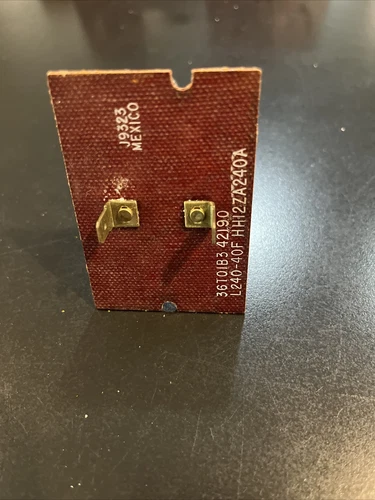 J9323
MEXICO
36T01B3 42190
L240-40F HH12ZA240A